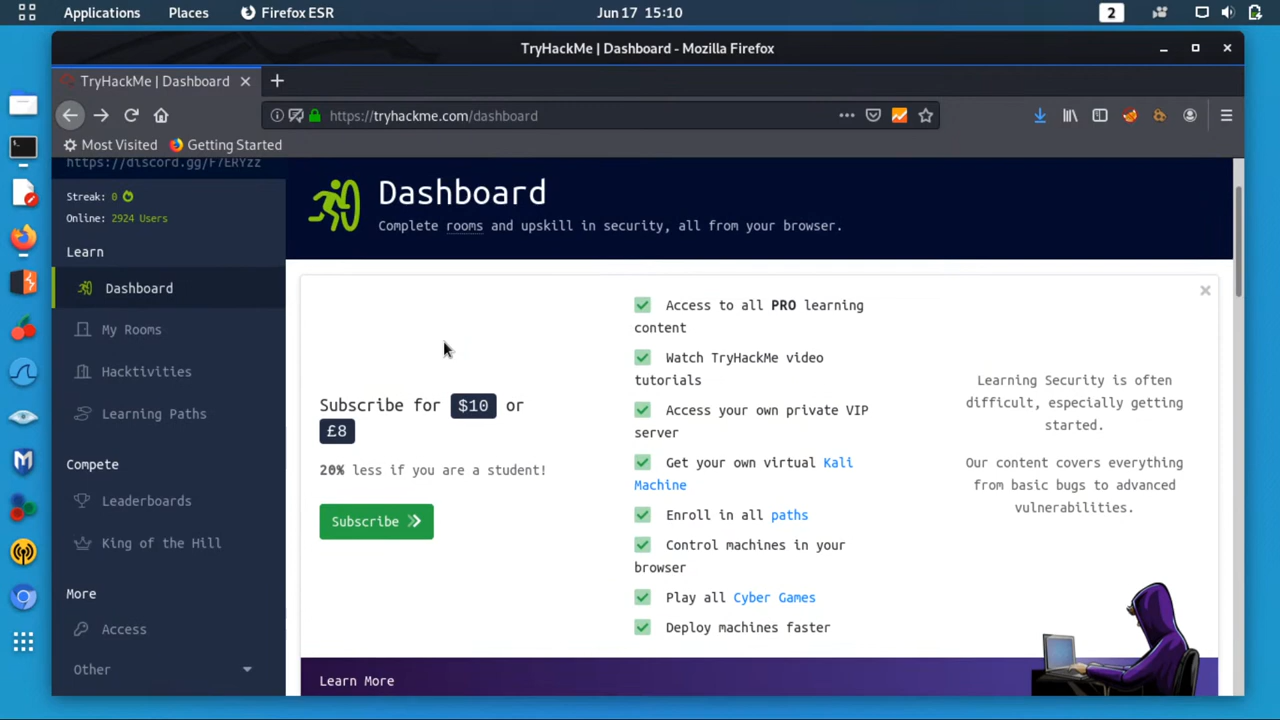 Applications Places Firefox ESR Jun 17 15:10 2
TryHackMe | Dashboard - Mozilla Firefox
TryHackMe | Dashboard
https://tryhackme.com/dashboard
Most Visited Getting Started
https://discord.gg/F7ERYzz
Streak: 0
Online: 2924 Users
Learn
Dashboard
My Rooms
Hacktivities
Learning Paths
Compete
Leaderboards
King of the Hill
More
Access
Other
Dashboard
Complete rooms and upskill in security, all from your browser.
Subscribe for $10 or
£8
20% less if you are a student!
Subscribe
Access to all PRO learning
content
Watch TryHackMe video
tutorials
Access your own private VIP
server
Get your own virtual Kali
Machine
Enroll in all paths
Control machines in your
browser
Play all Cyber Games
Deploy machines faster
Learning Security is often
difficult, especially getting
started.
Our content covers everything
from basic bugs to advanced
vulnerabilities.
Learn More